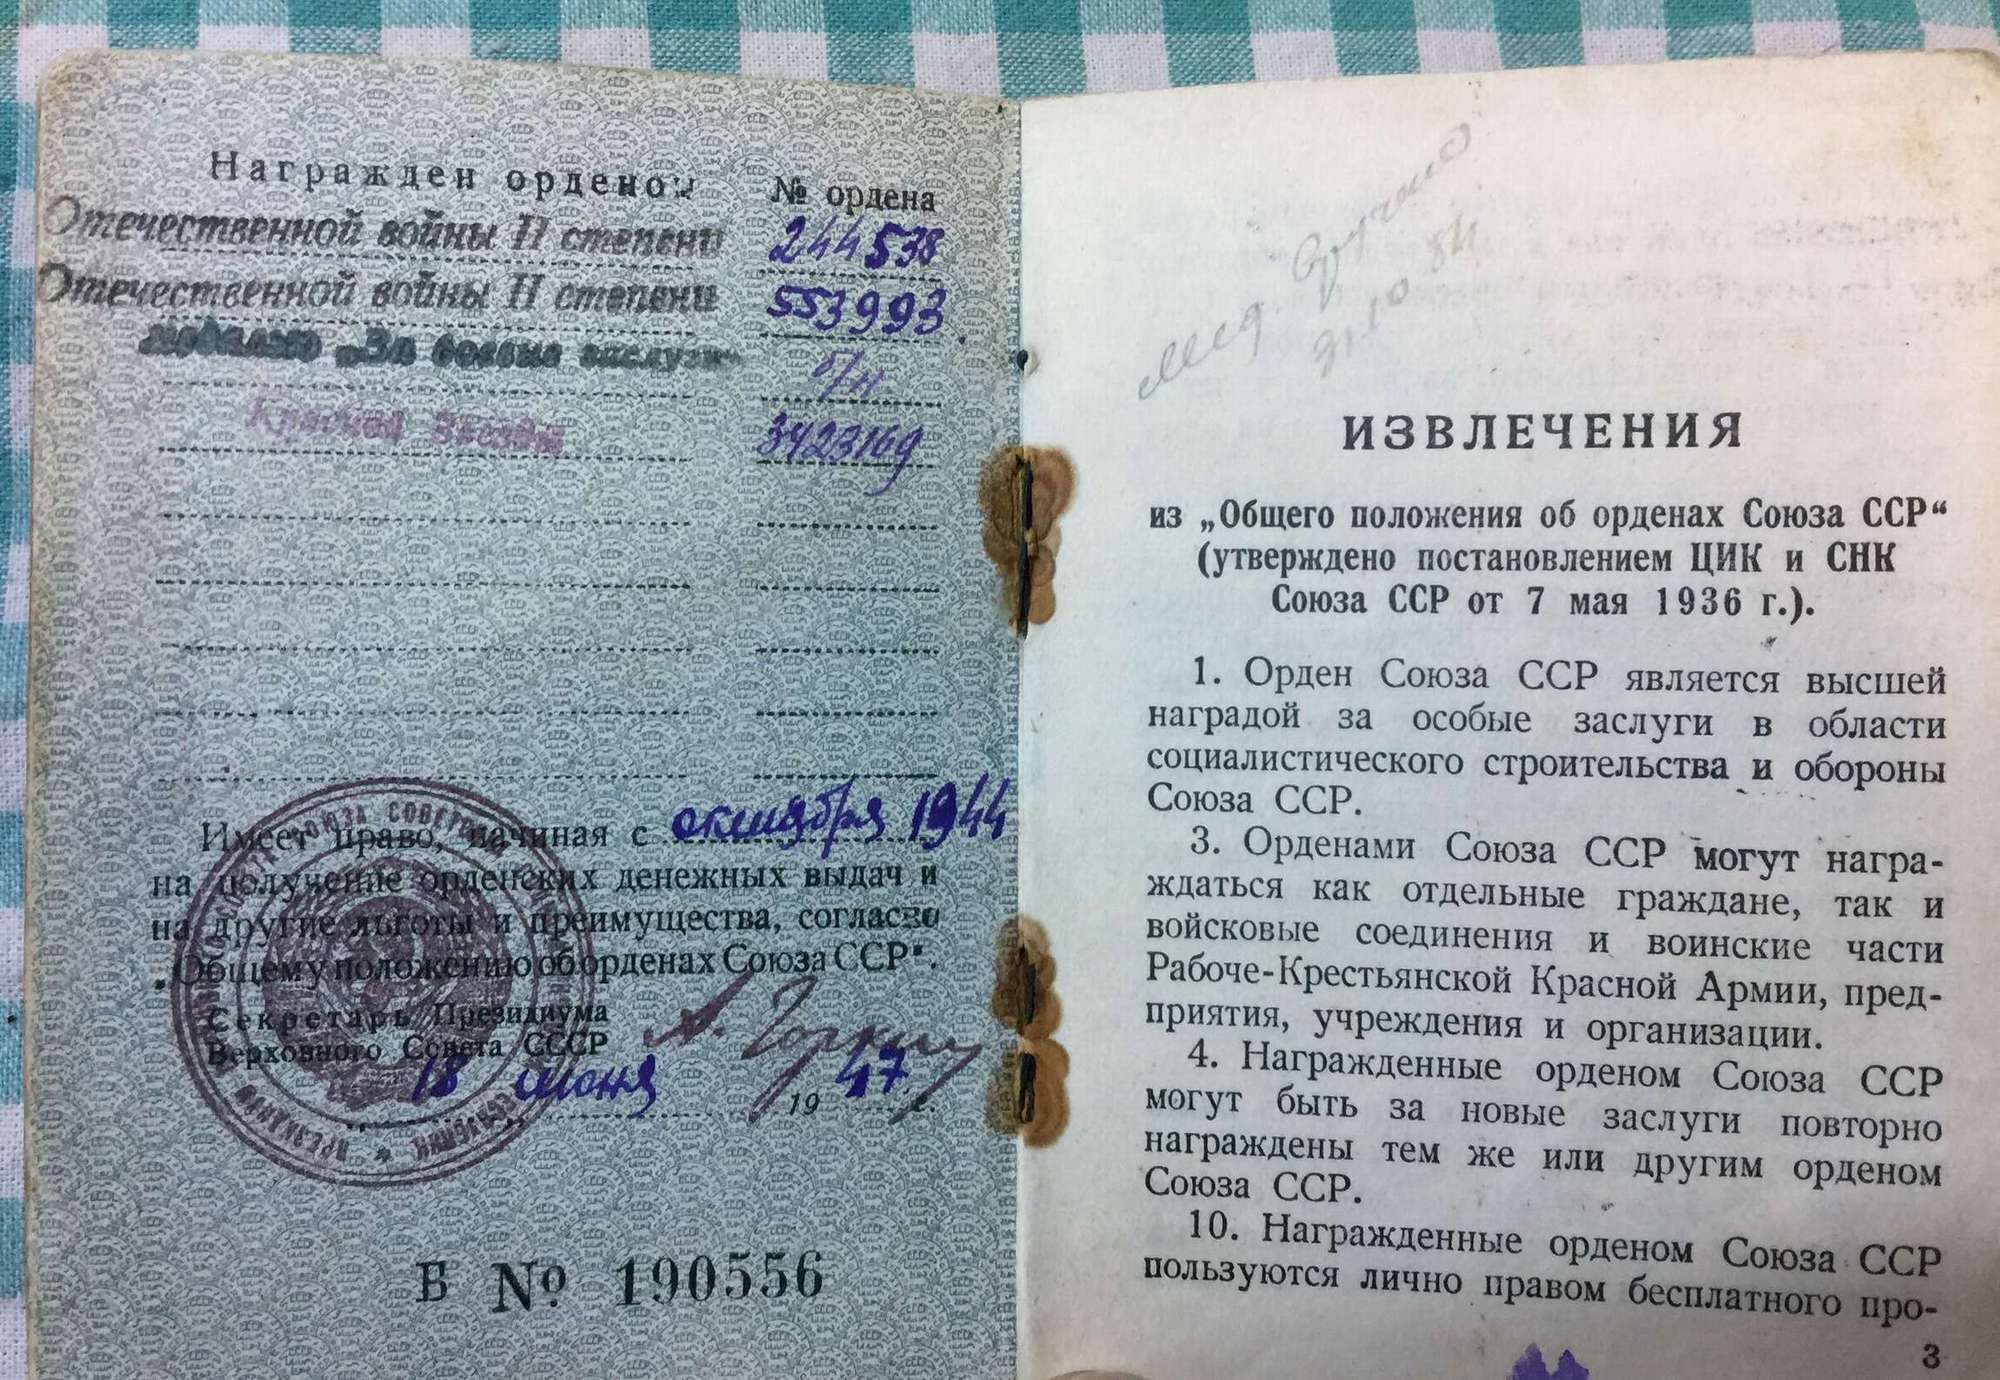 Награжден орденом № ордена
Отечественной войны II степени 244538
Отечественной войны II степени 553993
медалью „За боевые заслуги“ б/н
Красной Звезды 3423169
Имеет право, начиная с октября 1944
на получение орденских денежных выдач и
на другие льготы и преимущества, согласно
„Общему положению об орденах Союза ССР“.
Секретарь Президиума
Верховного Совета СССР А. Горкин
18 июня 1947 г.
Б № 190556
мед. вручено
31.10.84
ИЗВЛЕЧЕНИЯ
из „Общего положения об орденах Союза ССР“
(утверждено постановлением ЦИК и СНК
Союза ССР от 7 мая 1936 г.).
1. Орден Союза ССР является высшей
наградой за особые заслуги в области
социалистического строительства и обороны
Союза ССР.
3. Орденами Союза ССР могут награ-
ждаться как отдельные граждане, так и
войсковые соединения и воинские части
Рабоче-Крестьянской Красной Армии, пред-
приятия, учреждения и организации.
4. Награжденные орденом Союза ССР
могут быть за новые заслуги повторно
награждены тем же или другим орденом
Союза ССР.
10. Награжденные орденом Союза ССР
пользуются лично правом бесплатного про-
3